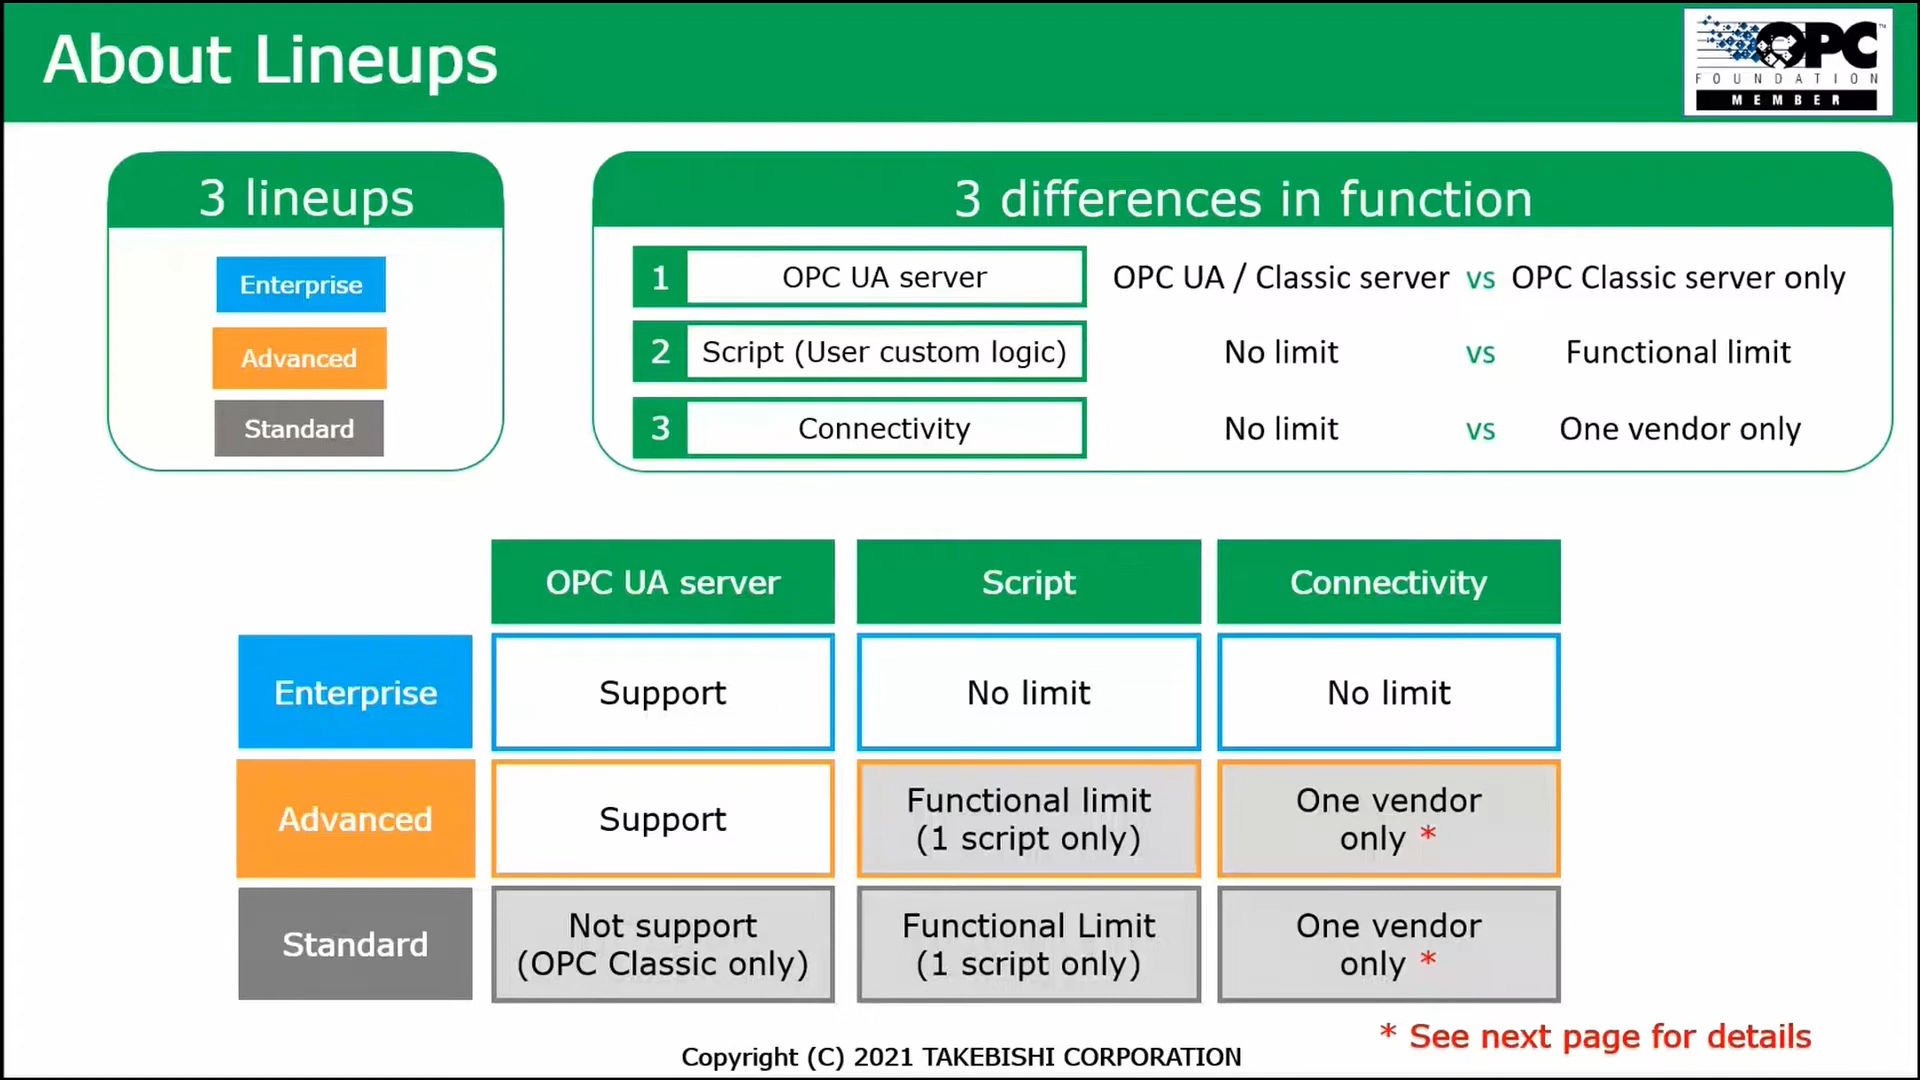 About Lineups
OPC
FOUNDATION
MEMBER
3 lineups
Enterprise
Advanced
Standard
3 differences in function
1 OPC UA server OPC UA / Classic server vs OPC Classic server only
2 Script (User custom logic) No limit vs Functional limit
3 Connectivity No limit vs One vendor only
OPC UA server Script Connectivity
Enterprise Support No limit No limit
Advanced Support
Functional limit
(1 script only)
One vendor
only *
Standard
Not support
(OPC Classic only)
Functional Limit
(1 script only)
One vendor
only *
* See next page for details
Copyright (C) 2021 TAKEBISHI CORPORATION